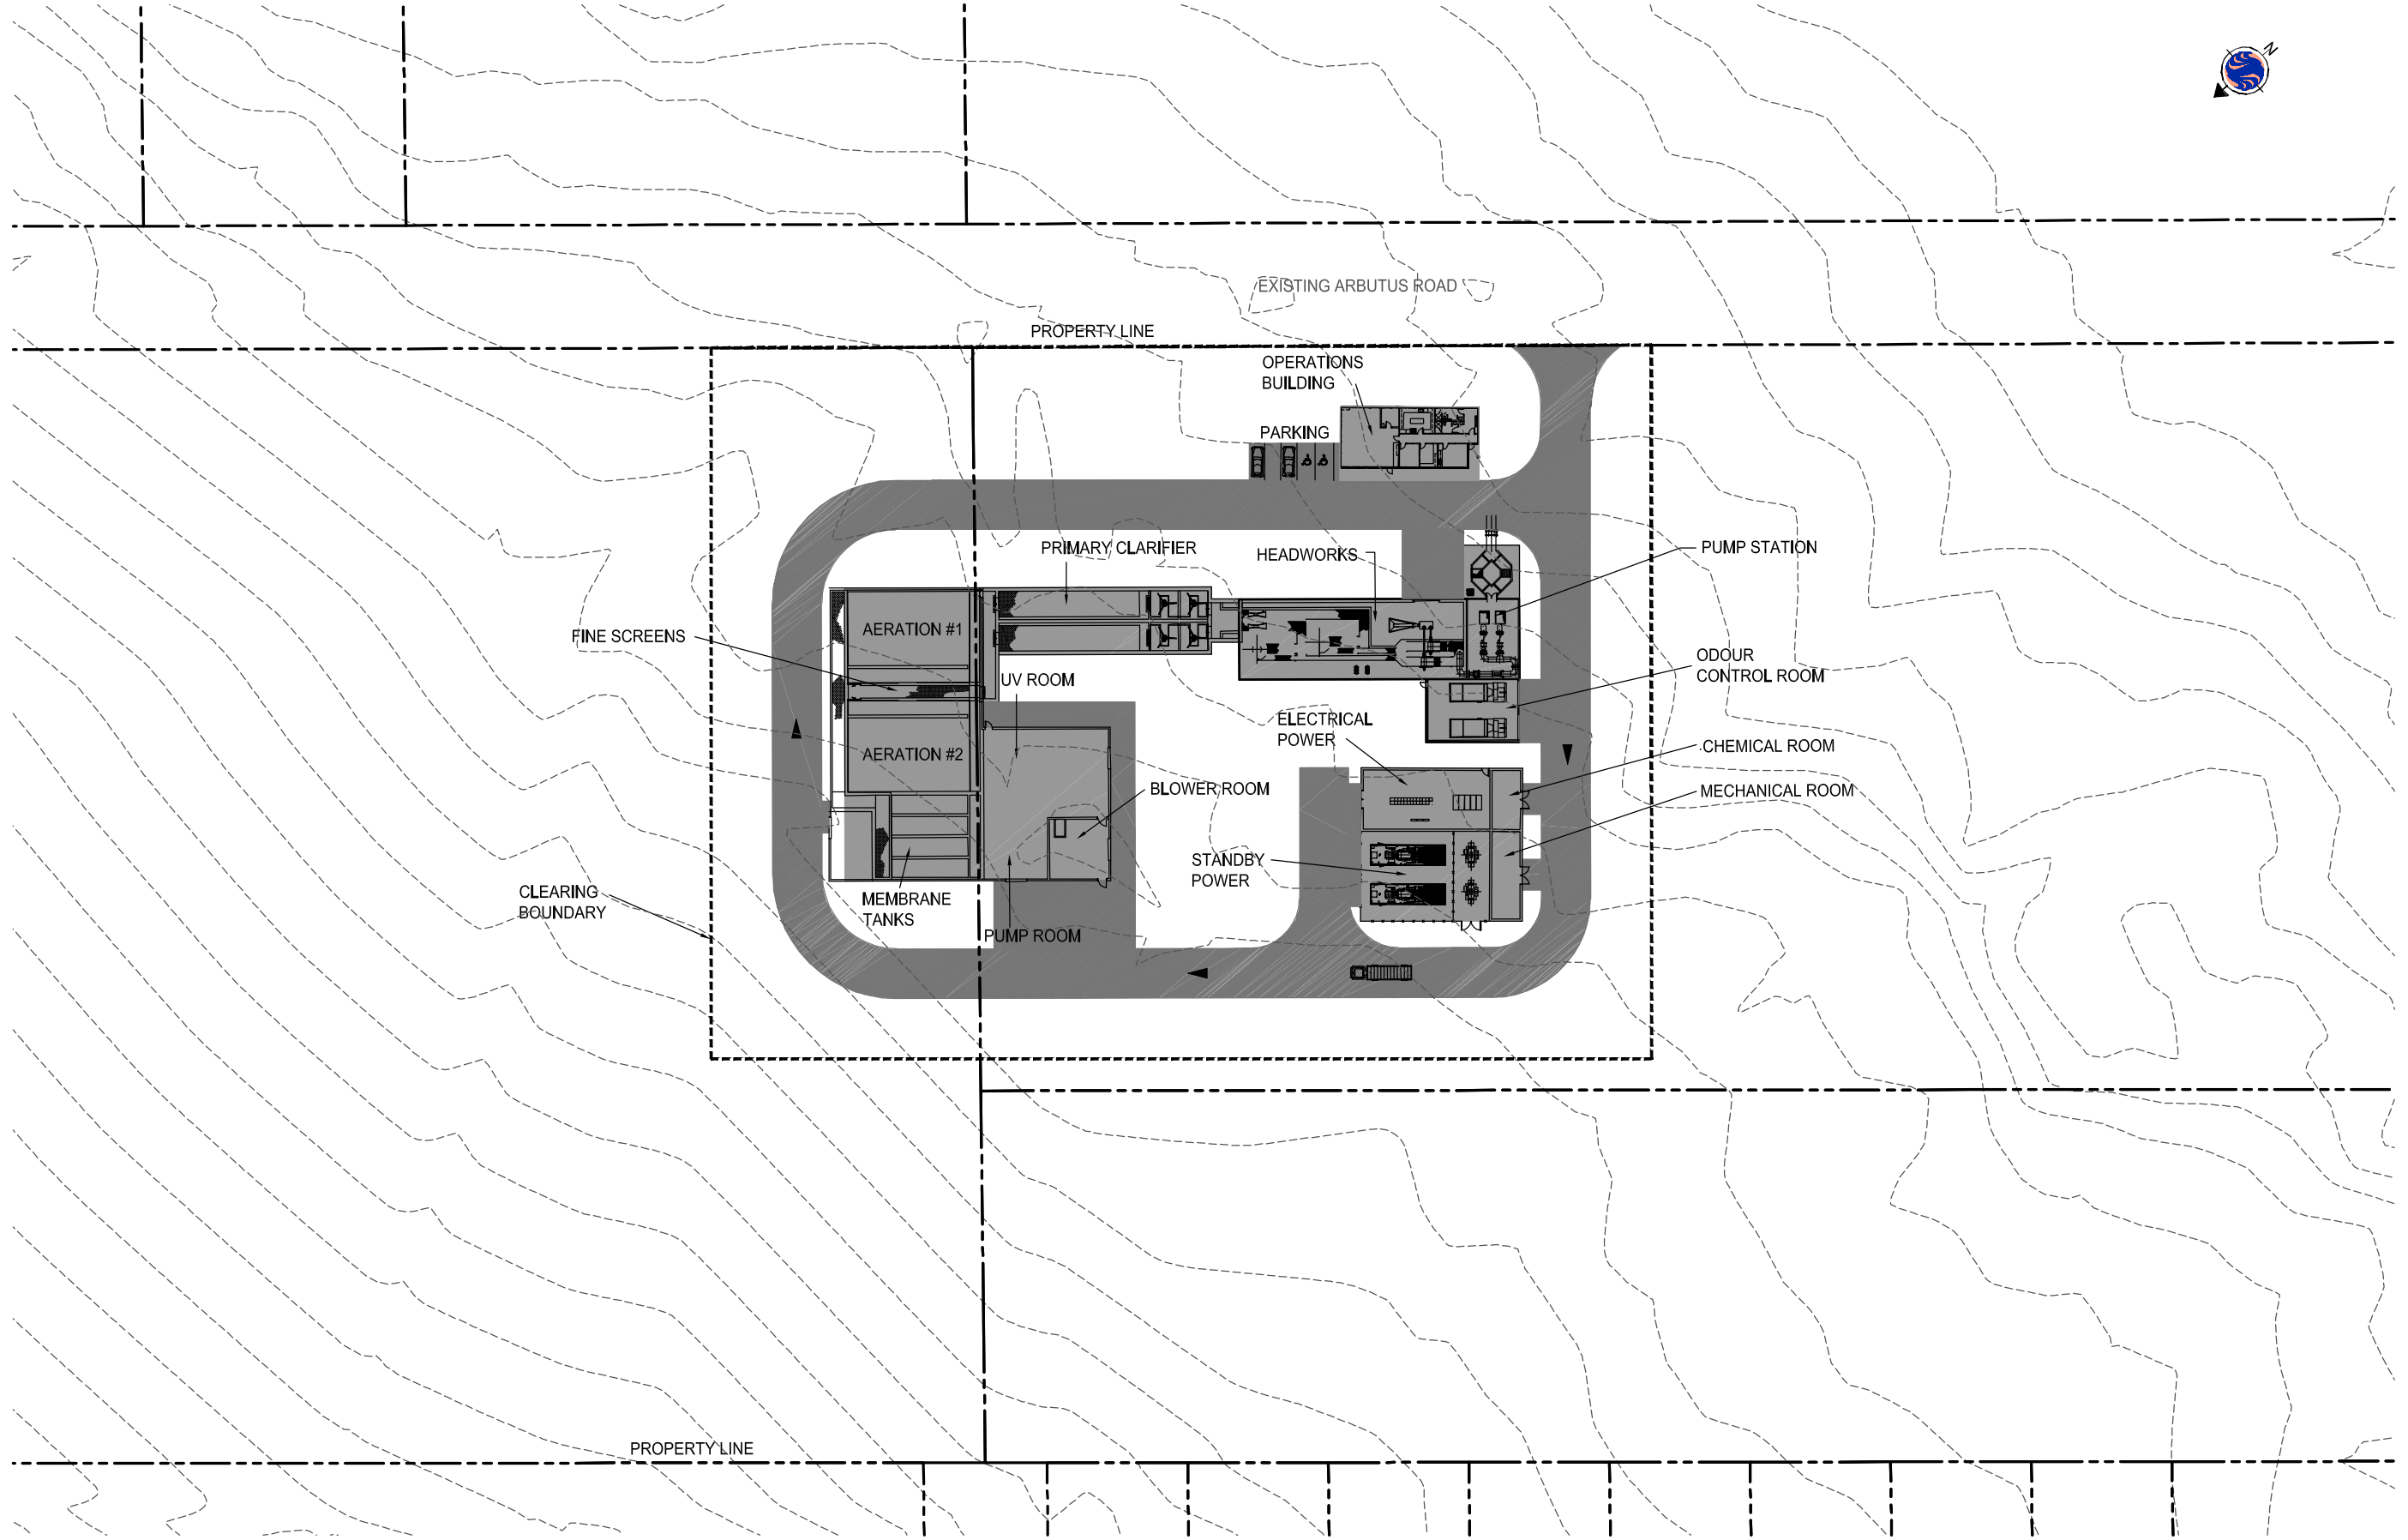 N
EXISTING ARBUTUS ROAD
PROPERTY LINE
OPERATIONS
BUILDING
PARKING
PRIMARY CLARIFIER
HEADWORKS
PUMP STATION
AERATION #1
FINE SCREENS
UV ROOM
ODOUR
CONTROL ROOM
ELECTRICAL
POWER
AERATION #2
CHEMICAL ROOM
BLOWER ROOM
MECHANICAL ROOM
STANDBY
POWER
CLEARING
BOUNDARY
MEMBRANE
TANKS
PUMP ROOM
PROPERTY LINE